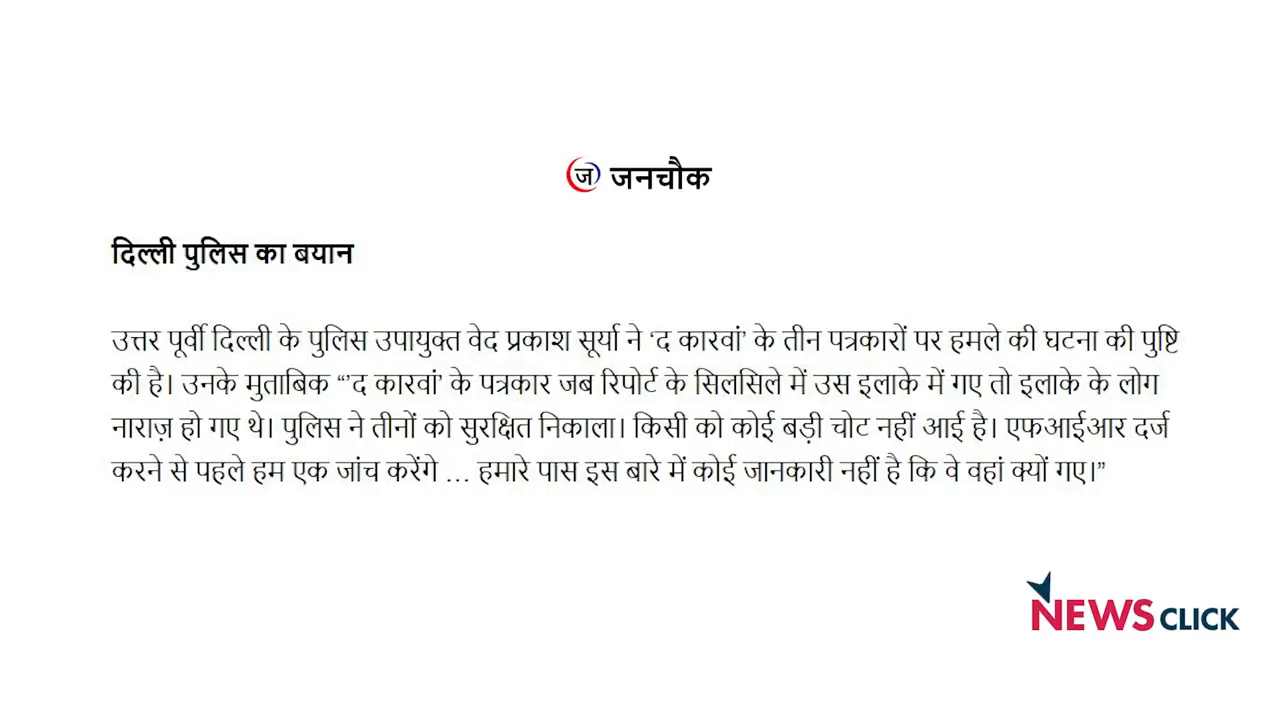 ज जनचौक
दिल्ली पुलिस का बयान
उत्तर पूर्वी दिल्ली के पुलिस उपायुक्त वेद प्रकाश सूर्या ने ‘द कारवां’ के तीन पत्रकारों पर हमले की घटना की पुष्टि
की है। उनके मुताबिक “’द कारवां’ के पत्रकार जब रिपोर्ट के सिलसिले में उस इलाके में गए तो इलाके के लोग
नाराज़ हो गए थे। पुलिस ने तीनों को सुरक्षित निकाला। किसी को कोई बड़ी चोट नहीं आई है। एफआईआर दर्ज
करने से पहले हम एक जांच करेंगे … हमारे पास इस बारे में कोई जानकारी नहीं है कि वे वहां क्यों गए।”
NEWS CLICK